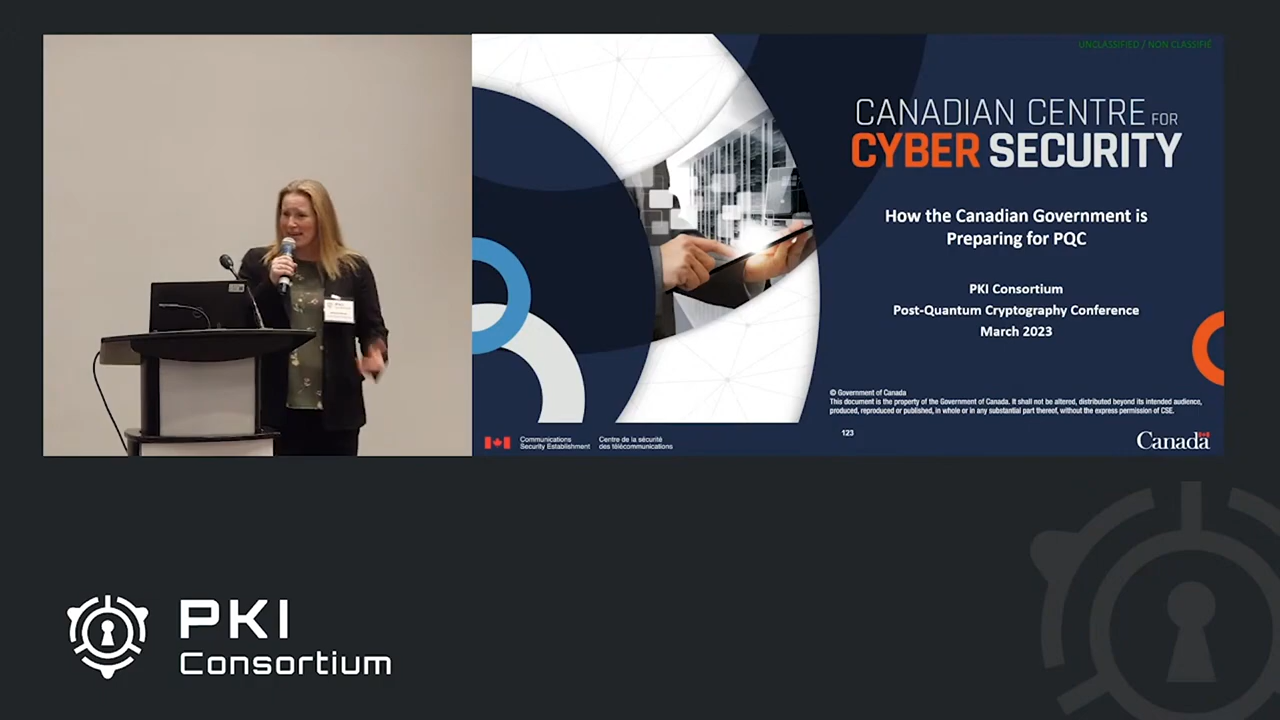 UNCLASSIFIED / NON CLASSIFIÉ
CANADIAN CENTRE FOR
CYBER SECURITY
How the Canadian Government is
Preparing for PQC
PKI Consortium
Post-Quantum Cryptography Conference
March 2023
© Government of Canada
This document is the property of the Government of Canada. It shall not be altered, distributed beyond its intended audience,
produced, reproduced or published, in whole or in any substantial part thereof, without the express permission of CSE.
123
Communications
Security Establishment
Centre de la sécurité
des télécommunications
Canada
PKI
Consortium